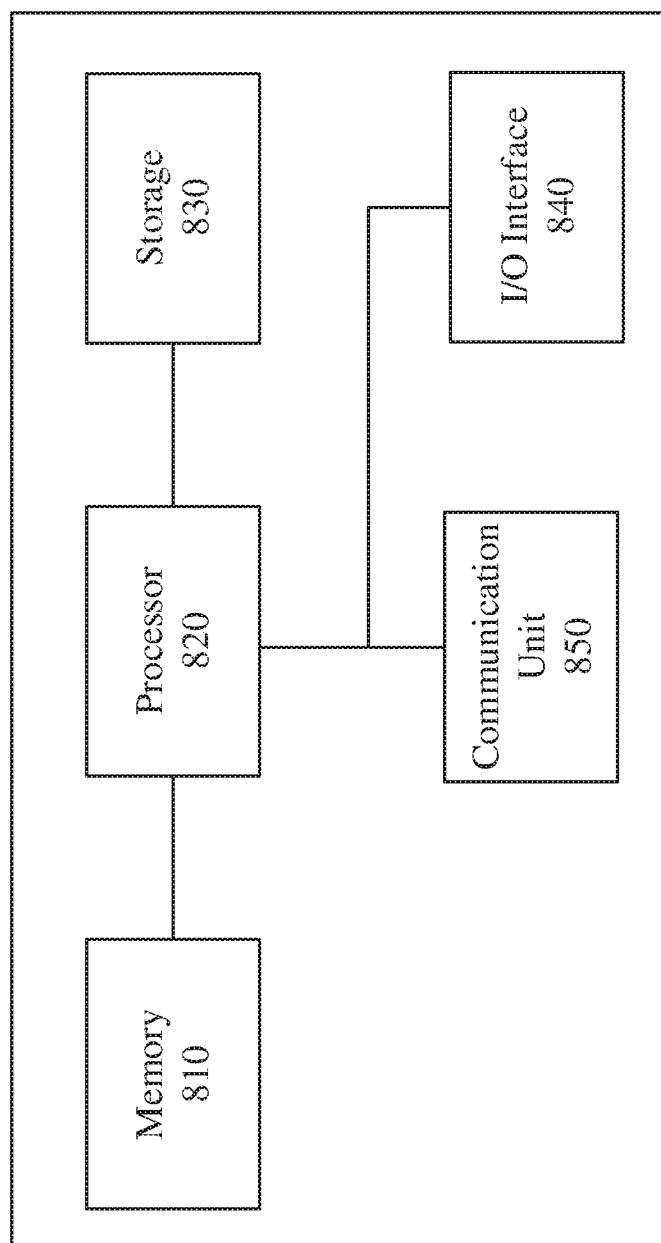 Memory
810
Processor
820
Storage
830
Communication
Unit
850
I/O Interface
840